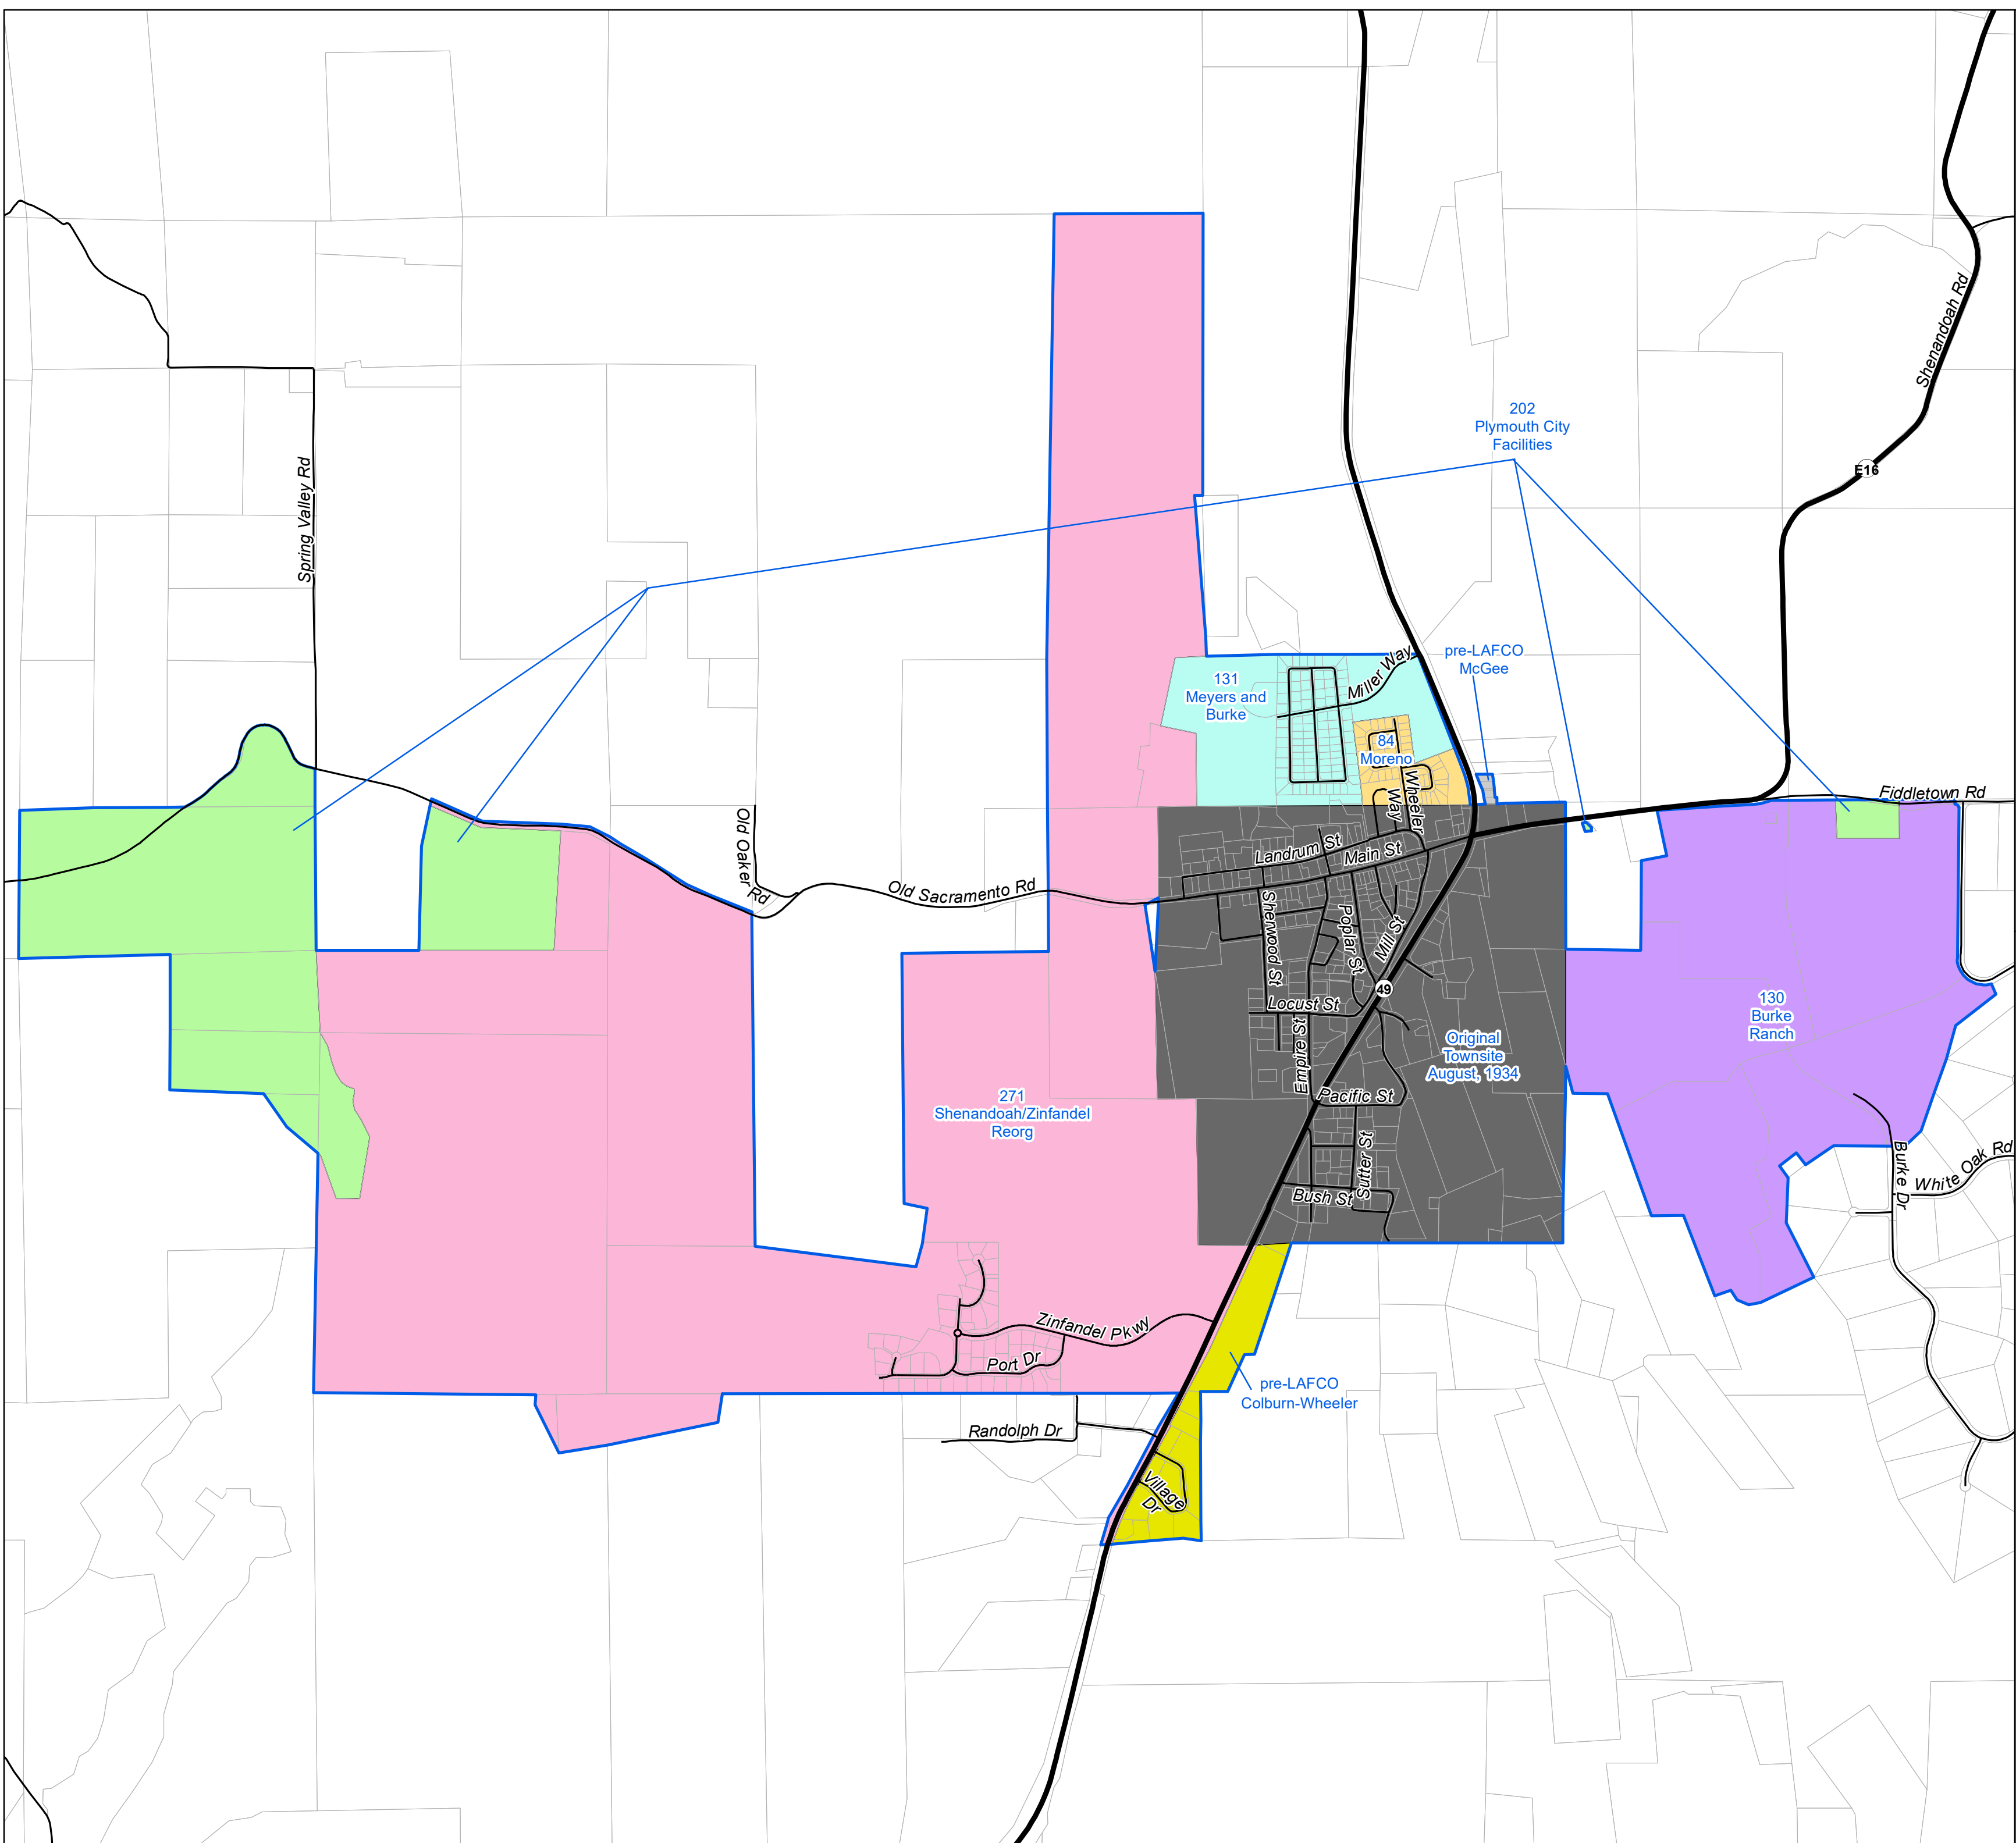 Shenandoah Rd
202
Plymouth City
Facilities
E16
Spring Valley Rd
pre-LAFCO
McGee
Miller Way
131
Meyers and
Burke
84
Moreno
Wheeler
Way
Fiddletown Rd
Old Oaker Rd
Landrum St
Main St
Old Sacramento Rd
Sherwood St
Poplar St
Mill St
49
Locust St
130
Burke
Ranch
Original
Townsite
August, 1934
Empire St
271
Shenandoah/Zinfandel
Reorg
Pacific St
Sutter St
Bush St
Burke Dr
White Oak Rd
Zinfandel Pkwy
Port Dr
pre-LAFCO
Colburn-Wheeler
Randolph Dr
Village
Dr